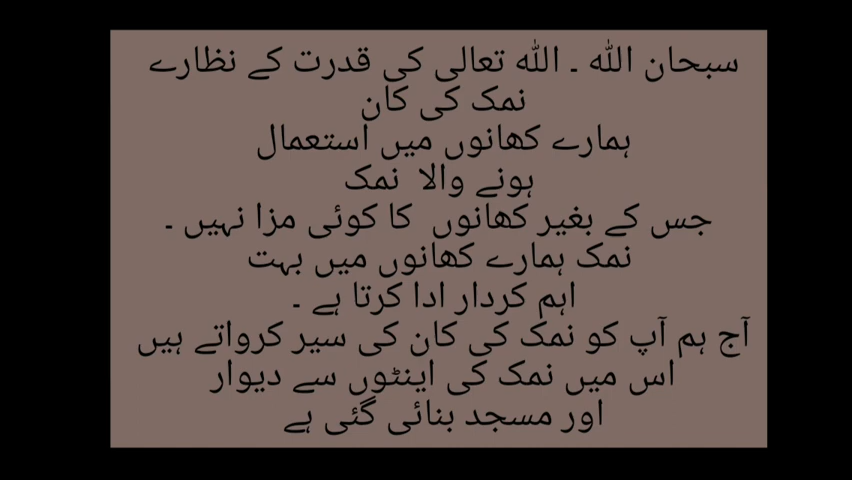 سبحان اللہ ۔ اللہ تعالی کی قدرت کے نظارے
نمک کی کان
ہمارے کھانوں میں استعمال
ہونے والا نمک
جس کے بغیر کھانوں کا کوئی مزا نہیں ۔
نمک ہمارے کھانوں میں بہت
اہم کردار ادا کرتا ہے ۔
آج ہم آپ کو نمک کی کان کی سیر کرواتے ہیں
اس میں نمک کی اینٹوں سے دیوار
اور مسجد بنائی گئی ہے